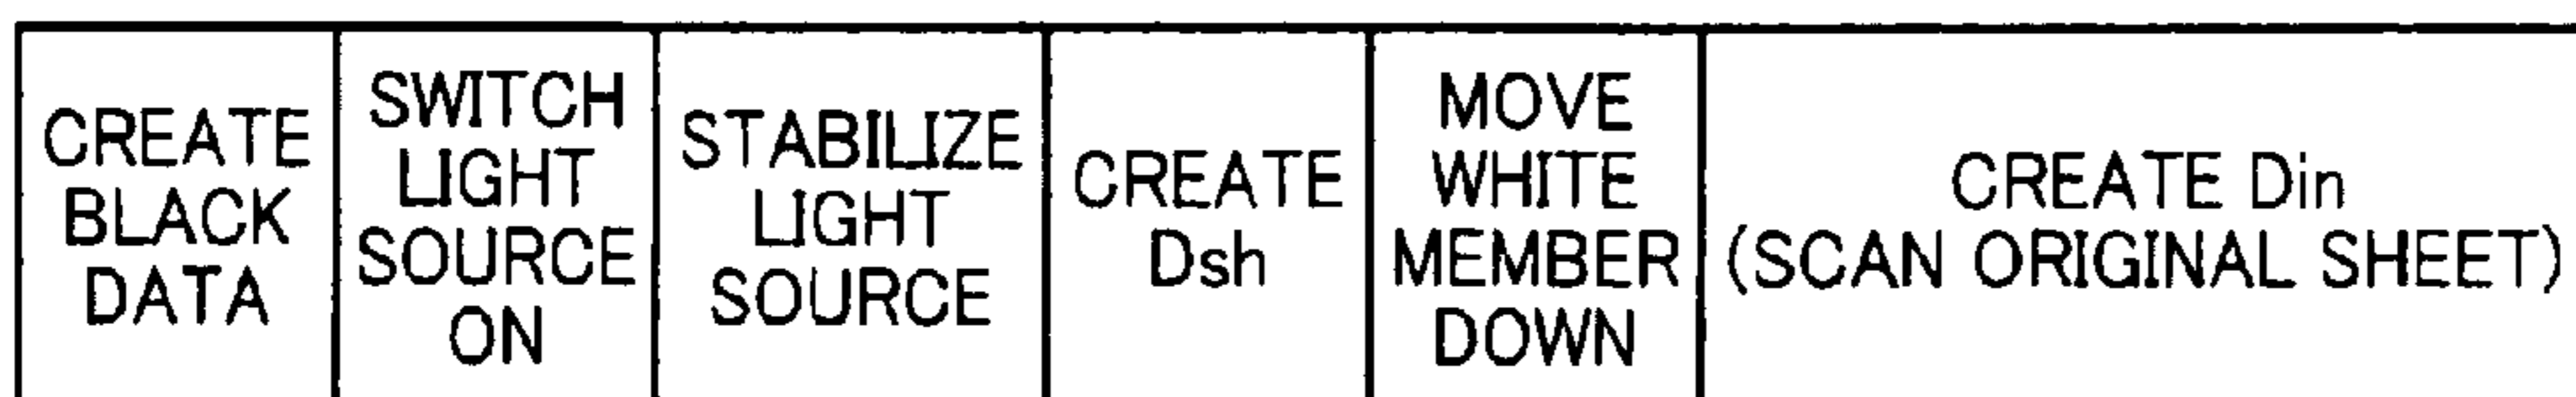 CREATE
BLACK
DATA
SWITCH
LIGHT
SOURCE
ON
STABILIZE
LIGHT
SOURCE
CREATE
Dsh
MOVE
WHITE
MEMBER
DOWN
CREATE Din
(SCAN ORIGINAL SHEET)